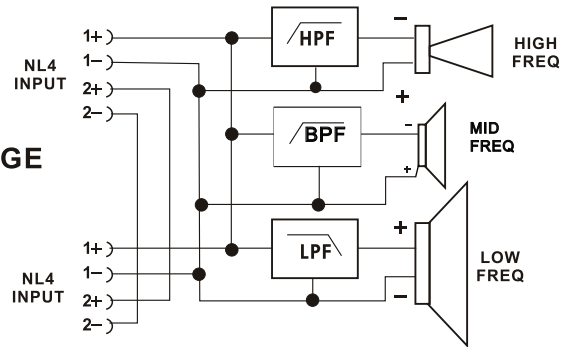 NL4
INPUT
1+
1−
2+
2−
HPF
−
+
HIGH
FREQ
GE
BPF
-
+
MID
FREQ
NL4
INPUT
1+
1−
2+
2−
LPF
+
−
LOW
FREQ